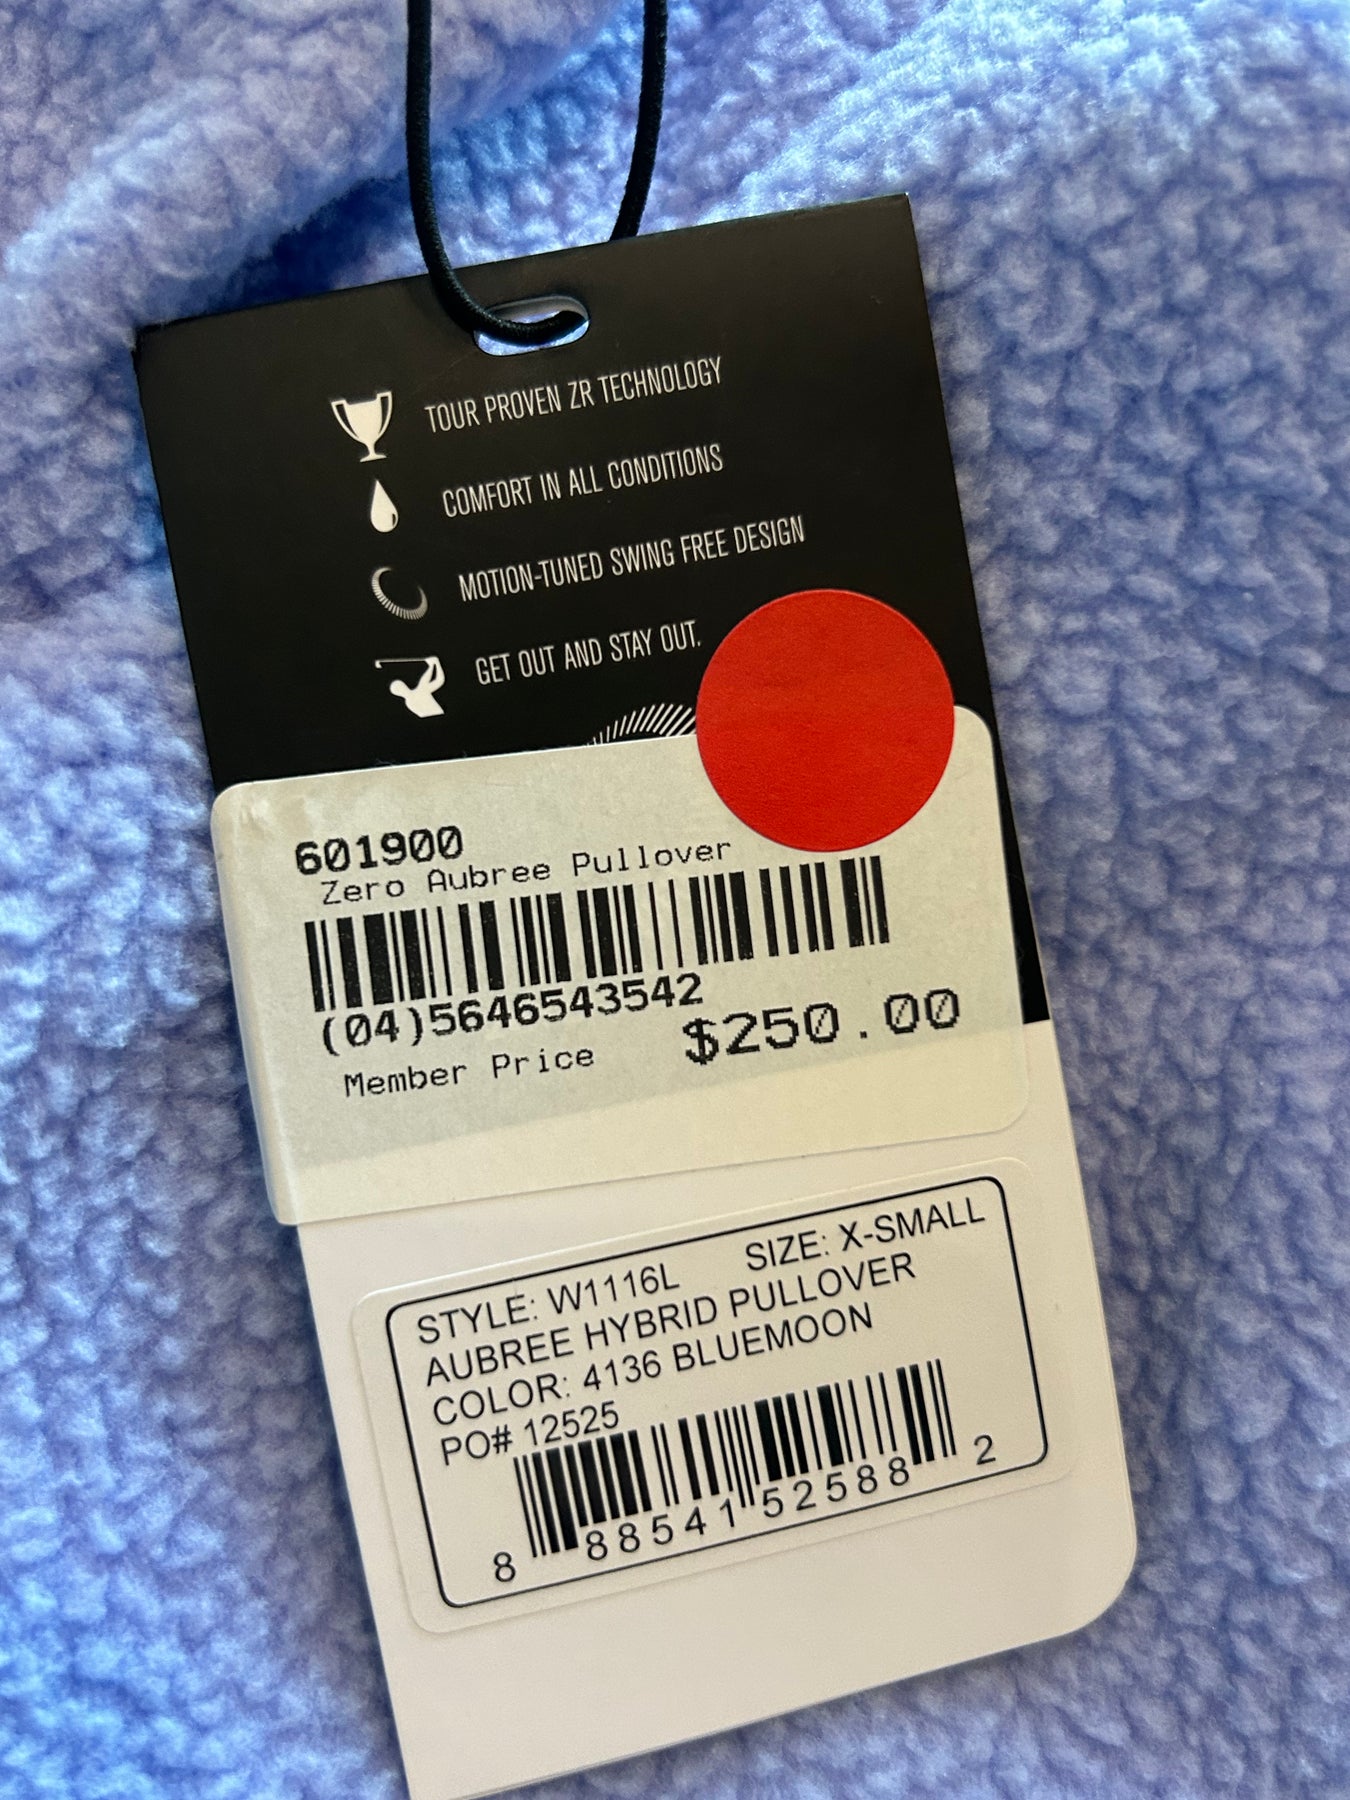 TOUR PROVEN ZR TECHNOLOGY
COMFORT IN ALL CONDITIONS
MOTION-TUNED SWING FREE DESIGN
GET OUT AND STAY OUT.
601900
Zero Aubree Pullover
(04)5646543542
Member Price $250.00
STYLE: W1116L SIZE: X-SMALL
AUBREE HYBRID PULLOVER
COLOR: 4136 BLUEMOON
PO# 12525
8 88541 52588 2